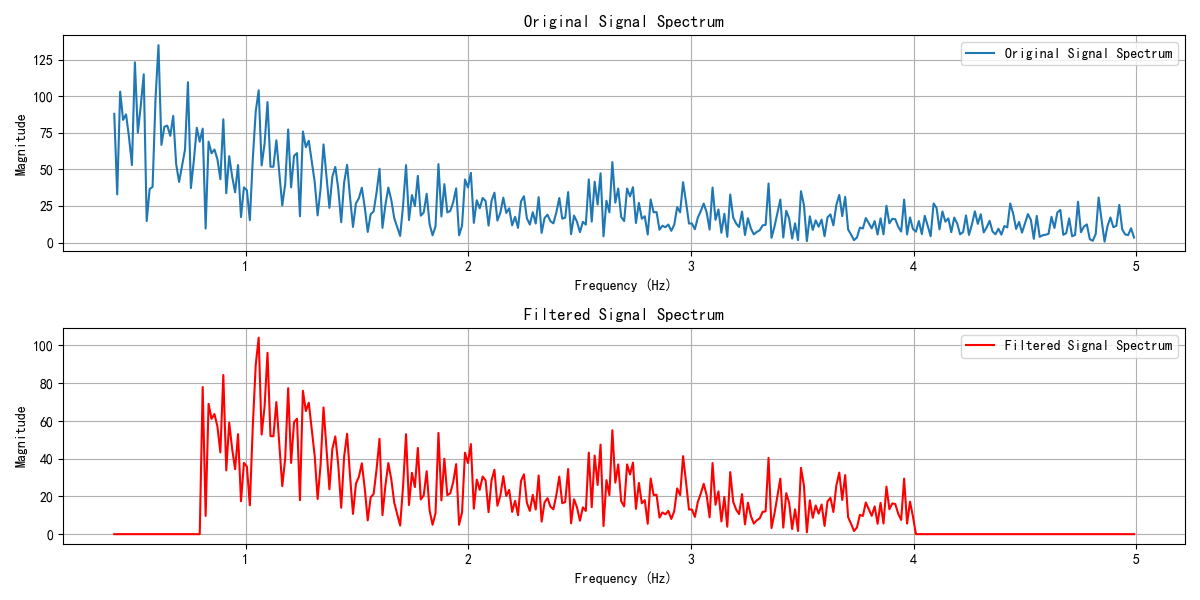 Original Signal Spectrum
Original Signal Spectrum
Magnitude
125
100
75
50
25
0
1
2
3
4
5
Frequency (Hz)
Filtered Signal Spectrum
Filtered Signal Spectrum
Magnitude
100
80
60
40
20
0
1
2
3
4
5
Frequency (Hz)